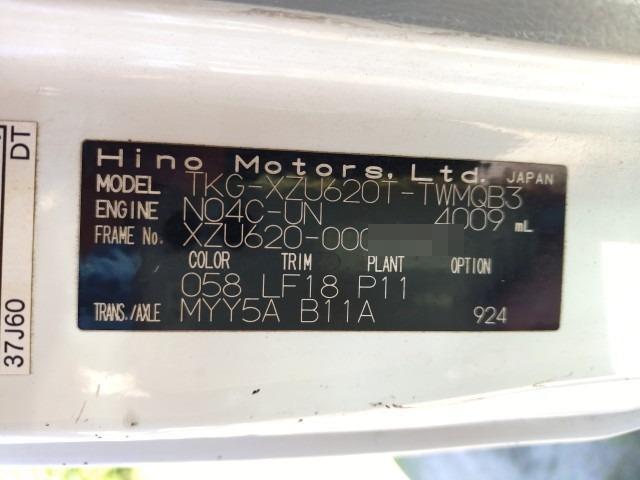 Hino Motors, Ltd. JAPAN
MODEL TKG-XZU620T-TWMQB3
ENGINE N04C-UN 4009 mL
FRAME No. XZU620-000
COLOR TRIM PLANT OPTION
058 LF18 P11
TRANS./AXLE MYY5A B11A 924
37J60 DT